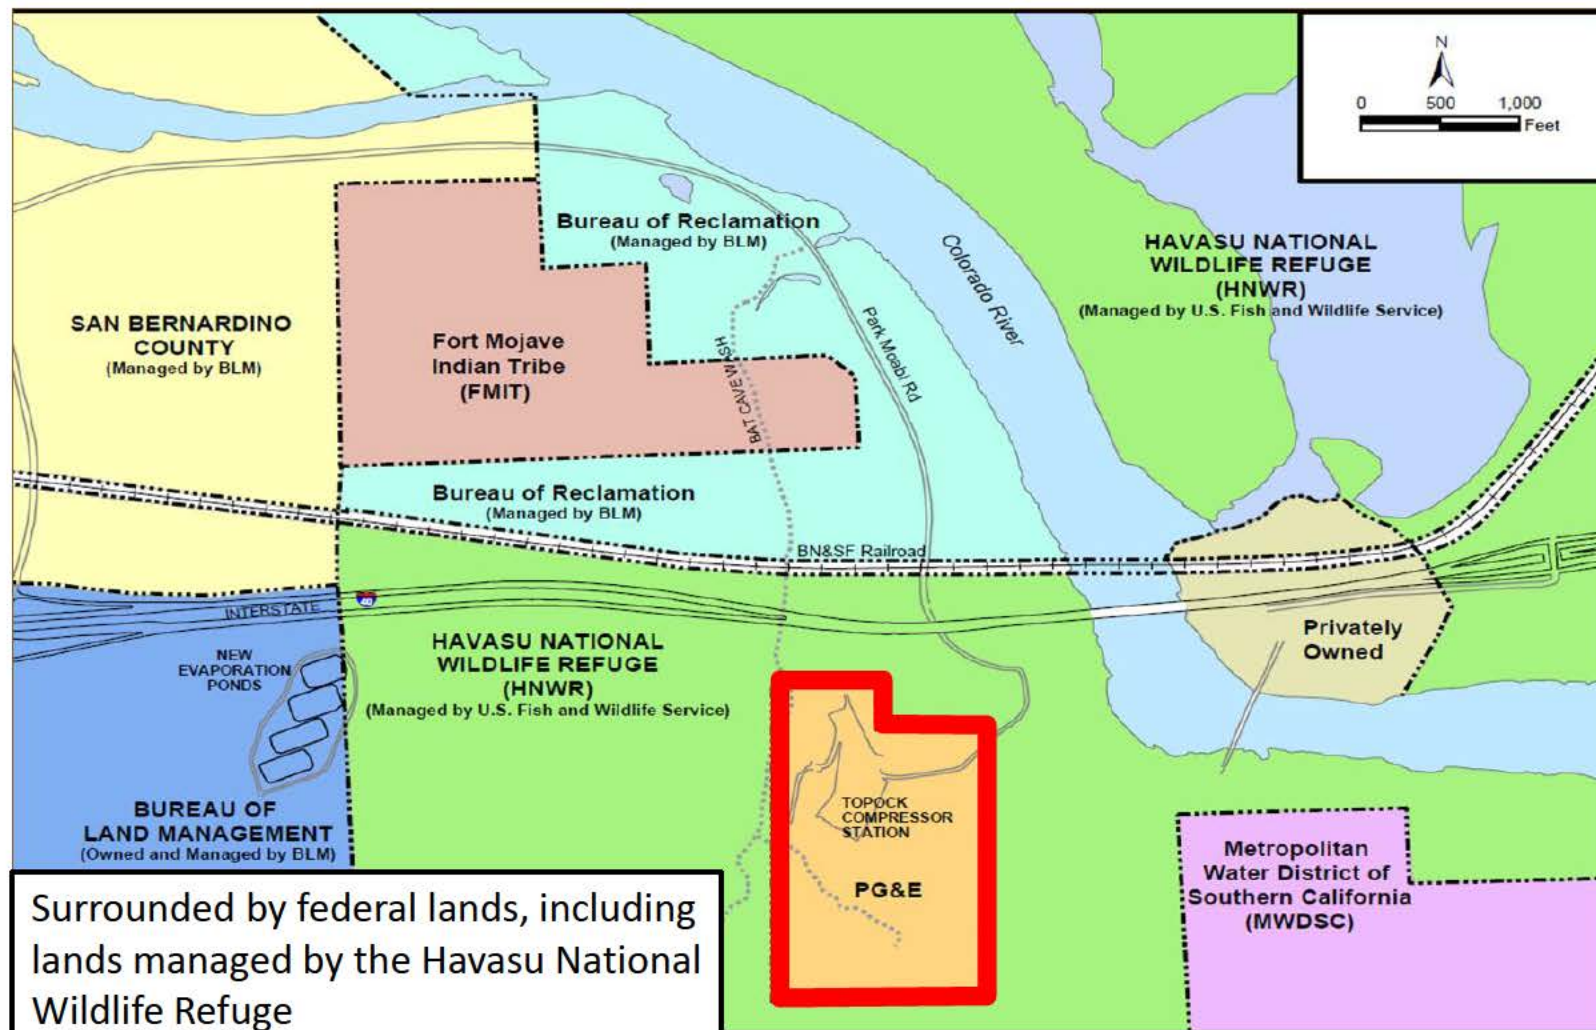 N
0 500 1,000
Feet
Bureau of Reclamation
(Managed by BLM)
Colorado River
HAVASU NATIONAL
WILDLIFE REFUGE
(HNWR)
(Managed by U.S. Fish and Wildlife Service)
SAN BERNARDINO
COUNTY
(Managed by BLM)
Fort Mojave
Indian Tribe
(FMIT)
BAT CAVE WASH
Park Moabi Rd
Bureau of Reclamation
(Managed by BLM)
BN&SF Railroad
INTERSTATE
40
NEW
EVAPORATION
PONDS
HAVASU NATIONAL
WILDLIFE REFUGE
(HNWR)
(Managed by U.S. Fish and Wildlife Service)
Privately
Owned
BUREAU OF
LAND MANAGEMENT
(Owned and Managed by BLM)
TOPOCK
COMPRESSOR
STATION
PG&E
Metropolitan
Water District of
Southern California
(MWDSC)
Surrounded by federal lands, including
lands managed by the Havasu National
Wildlife Refuge